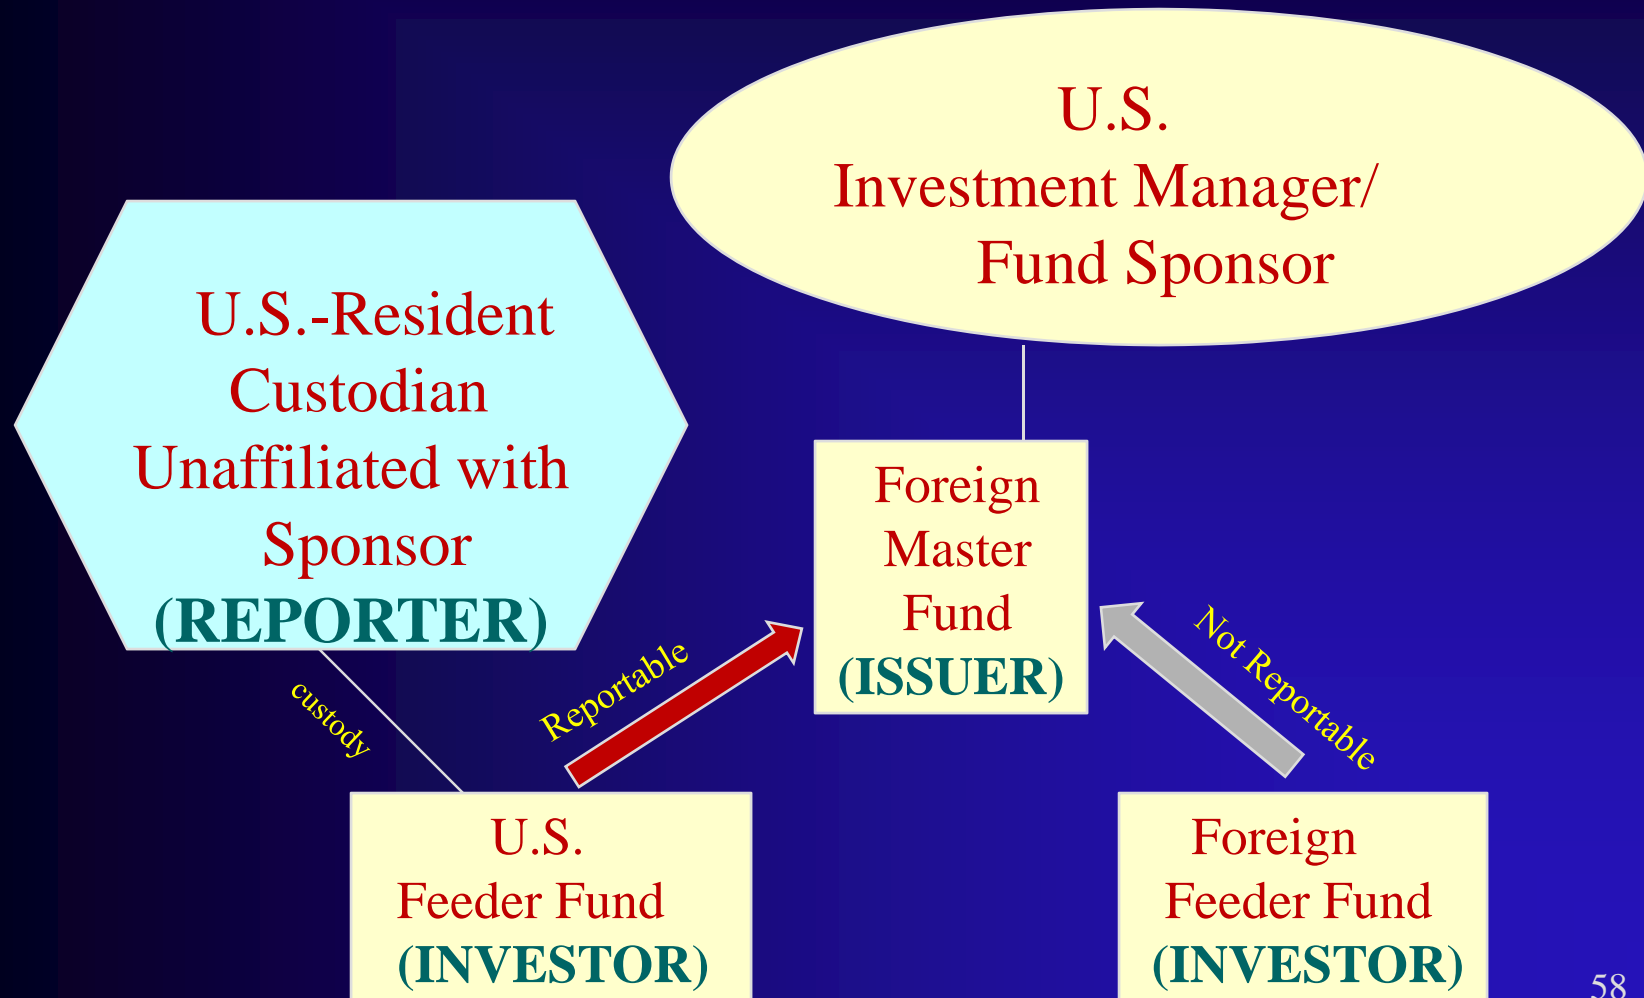 U.S.
Investment Manager/
Fund Sponsor
U.S.-Resident
Custodian
Unaffiliated with
Sponsor
(REPORTER)
Foreign
Master
Fund
(ISSUER)
custody
Reportable
Not Reportable
U.S.
Feeder Fund
(INVESTOR)
Foreign
Feeder Fund
(INVESTOR)
58